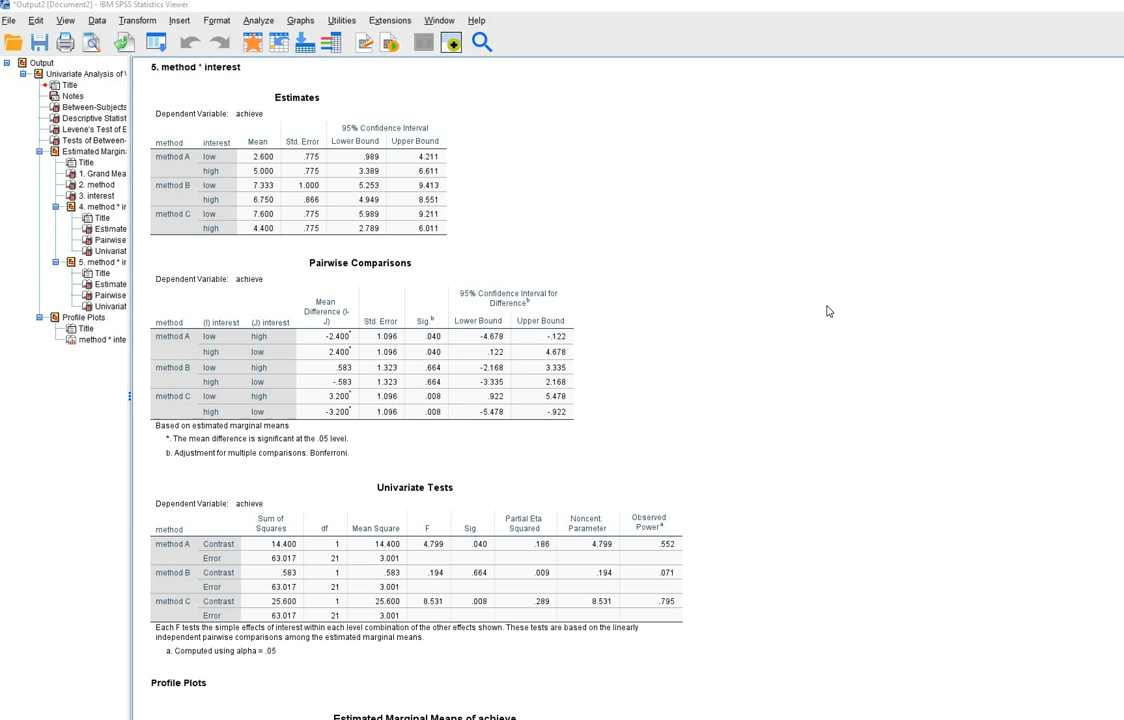 *Output2 [Document2] - IBM SPSS Statistics Viewer
File Edit View Data Transform Insert Format Analyze Graphs Utilities Extensions Window Help
Output
Univariate Analysis of V
Title
Notes
Between-Subjects
Descriptive Statist
Levene's Test of E
Tests of Between-
Estimated Margina
Title
1. Grand Mea
2. method
3. interest
4. method * ir
Title
Estimate
Pairwise
Univariat
5. method * ir
Title
Estimate
Pairwise
Univariat
Profile Plots
Title
method * inte
5. method * interest
Estimates
Dependent Variable: achieve
95% Confidence Interval
method interest Mean Std. Error Lower Bound Upper Bound
method A low 2.600 .775 .989 4.211
high 5.000 .775 3.389 6.611
method B low 7.333 1.000 5.253 9.413
high 6.750 .866 4.949 8.551
method C low 7.600 .775 5.989 9.211
high 4.400 .775 2.789 6.011
Pairwise Comparisons
Dependent Variable: achieve
95% Confidence Interval for
Differenceb
Mean
Difference (I-
method (I) interest (J) interest J) Std. Error Sig.b Lower Bound Upper Bound
method A low high -2.400* 1.096 .040 -4.678 -.122
high low 2.400* 1.096 .040 .122 4.678
method B low high .583 1.323 .664 -2.168 3.335
high low -.583 1.323 .664 -3.335 2.168
method C low high 3.200* 1.096 .008 .922 5.478
high low -3.200* 1.096 .008 -5.478 -.922
Based on estimated marginal means
*. The mean difference is significant at the .05 level.
b. Adjustment for multiple comparisons: Bonferroni.
Univariate Tests
Dependent Variable: achieve
Sum of Partial Eta Noncent. Observed
method Squares df Mean Square F Sig. Squared Parameter Powera
method A Contrast 14.400 1 14.400 4.799 .040 .186 4.799 .552
Error 63.017 21 3.001
method B Contrast .583 1 .583 .194 .664 .009 .194 .071
Error 63.017 21 3.001
method C Contrast 25.600 1 25.600 8.531 .008 .289 8.531 .795
Error 63.017 21 3.001
Each F tests the simple effects of interest within each level combination of the other effects shown. These tests are based on the linearly
independent pairwise comparisons among the estimated marginal means.
a. Computed using alpha = .05
Profile Plots
Estimated Marginal Means of achieve